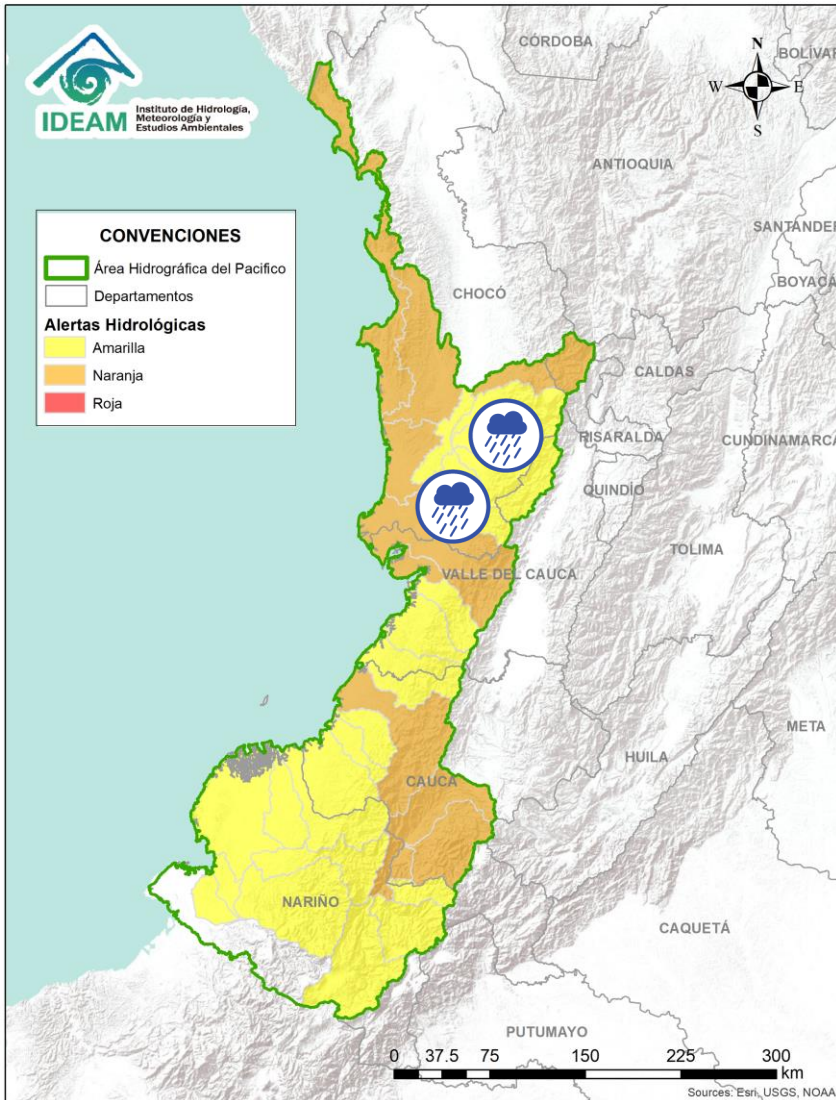 CÓRDOBA
BOLÍVAR
N
W E
S
IDEAM
Instituto de Hidrología,
Meteorología y
Estudios Ambientales
ANTIOQUIA
SANTANDER
CONVENCIONES
Área Hidrográfica del Pacifico
Departamentos
Alertas Hidrológicas
Amarilla
Naranja
Roja
BOYACÁ
CHOCÓ
CALDAS
RISARALDA
CUNDINAMARCA
QUINDÍO
TOLIMA
VALLE DEL CAUCA
META
HUILA
CAUCA
NARIÑO
CAQUETÁ
PUTUMAYO
0 37.5 75 150 225 300
km
Sources: Esri, USGS, NOAA